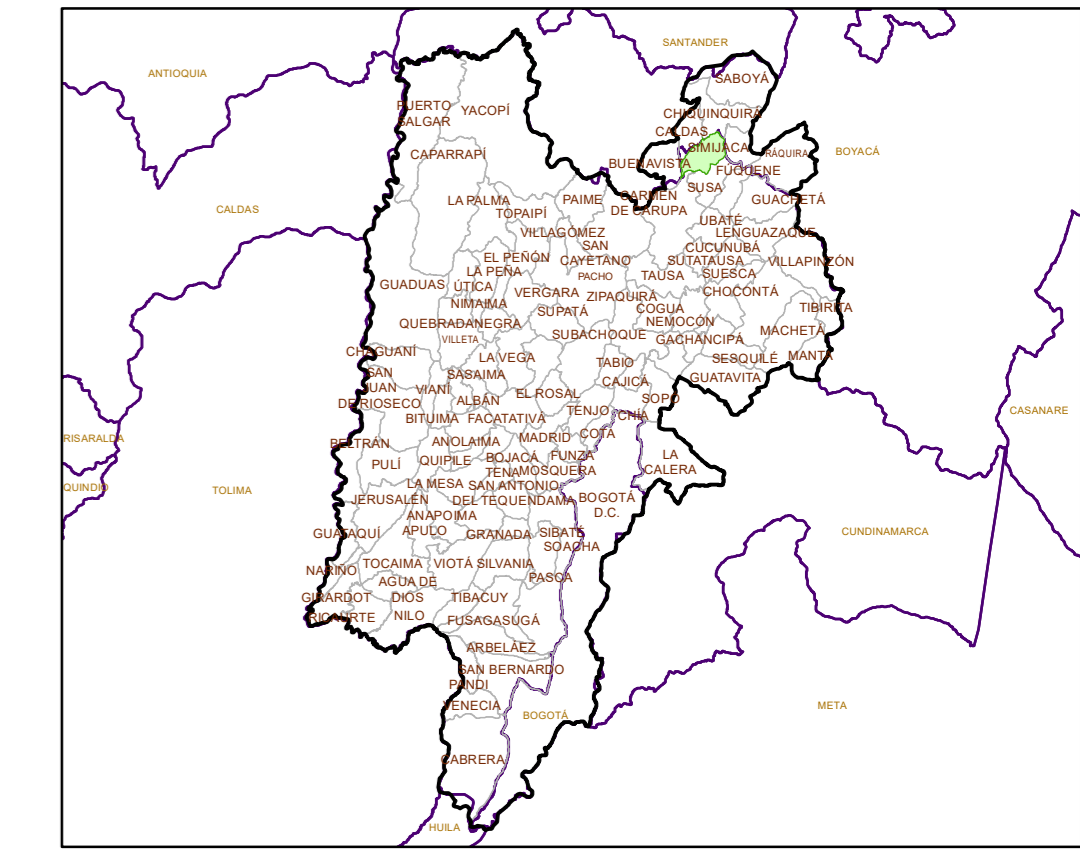 SANTANDER
ANTIOQUIA
SABOYÁ
PUERTO
SALGAR
YACOPÍ
CHIQUINQUIRÁ
CALDAS
SIMIJACA
RÁQUIRA
BOYACÁ
CAPARRAPÍ
BUENAVISTA
FÚQUENE
SUSA
CARMEN
DE CARUPA
GUACHETÁ
LA PALMA
PAIME
CALDAS
TOPAIPÍ
UBATÉ
LENGUAZAQUE
VILLAGÓMEZ
SAN
CAYETANO
CUCUNUBÁ
SUTATAUSA
VILLAPINZÓN
EL PEÑÓN
LA PEÑA
PACHO
TAUSA
SUESCA
GUADUAS
ÚTICA
VERGARA
ZIPAQUIRÁ
CHOCONTÁ
NIMAIMA
SUPATÁ
COGUA
TIBIRITA
NEMOCÓN
QUEBRADANEGRA
MACHETÁ
VILLETA
SUBACHOQUE
GACHANCIPÁ
CHAGUANÍ
LA VEGA
TABIO
SESQUILÉ
MANTA
SAN
JUAN
DE RIOSECO
SASAIMA
CAJICÁ
GUATAVITA
VIANÍ
ALBÁN
EL ROSAL
SOPÓ
TENJO
CHÍA
CASANARE
BITUIMA
FACATATIVÁ
RISARALDA
BELTRÁN
ANOLAIMA
MADRID
COTA
PULÍ
QUIPILE
BOJACÁ
FUNZA
LA
CALERA
TENA
MOSQUERA
QUINDIO
TOLIMA
LA MESA
SAN ANTONIO
DEL TEQUENDAMA
BOGOTÁ
D.C.
JERUSALÉN
ANAPOIMA
GUATAQUÍ
APULO
GRANADA
SIBATÉ
CUNDINAMARCA
SOACHA
NARIÑO
TOCAIMA
VIOTÁ
SILVANIA
AGUA DE
DIOS
PASCA
GIRARDOT
TIBACUY
RICAURTE
NILO
FUSAGASUGÁ
ARBELÁEZ
SAN BERNARDO
PANDI
VENECIA
BOGOTÁ
META
CABRERA
HUILA